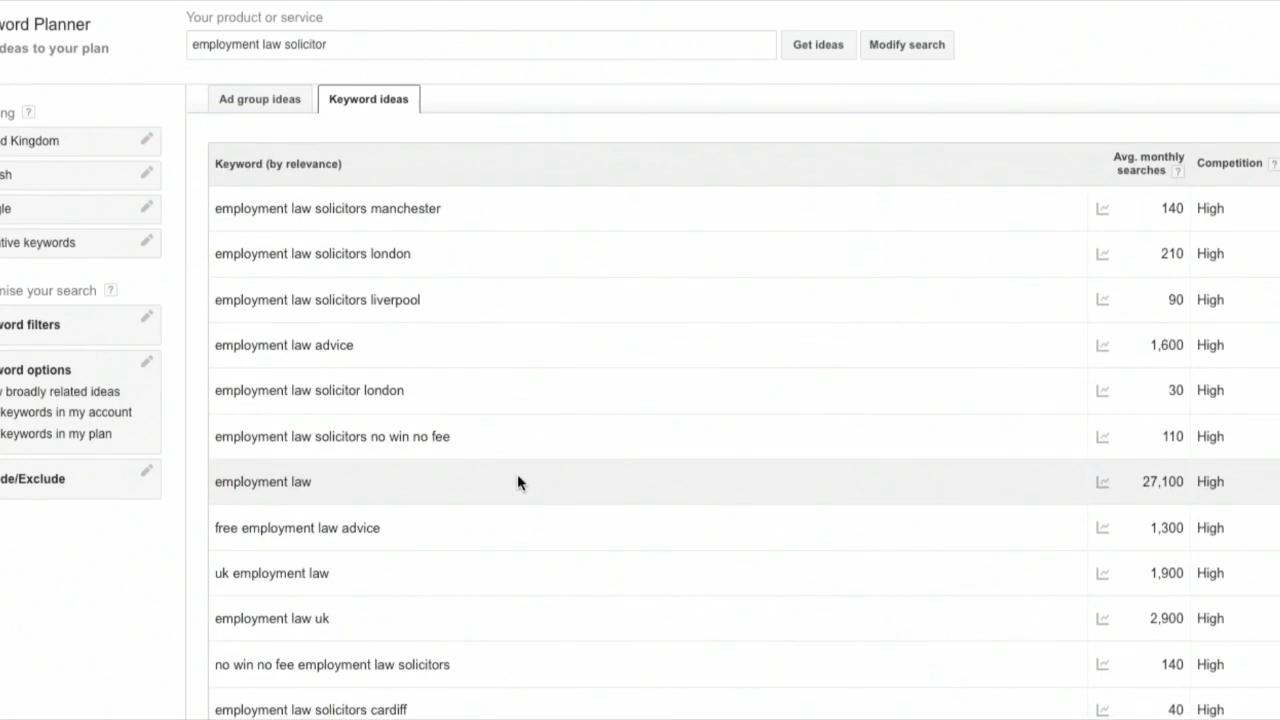 word Planner
deas to your plan
Your product or service
employment law solicitor
Get ideas
Modify search
ng ?
d Kingdom
sh
gle
tive keywords
mise your search ?
word filters
word options
v broadly related ideas
keywords in my account
keywords in my plan
de/Exclude
Ad group ideas
Keyword ideas
Keyword (by relevance) Avg. monthly searches ? Competition ?
employment law solicitors manchester 140 High
employment law solicitors london 210 High
employment law solicitors liverpool 90 High
employment law advice 1,600 High
employment law solicitor london 30 High
employment law solicitors no win no fee 110 High
employment law 27,100 High
free employment law advice 1,300 High
uk employment law 1,900 High
employment law uk 2,900 High
no win no fee employment law solicitors 140 High
employment law solicitors cardiff 40 High